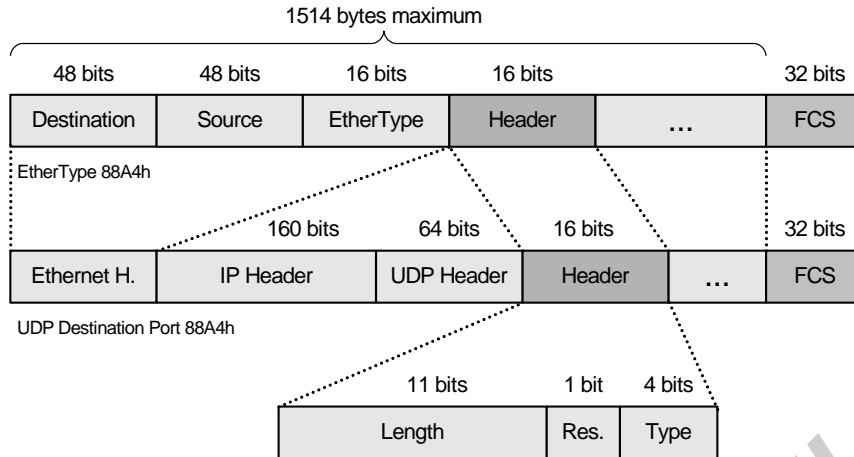 1514 bytes maximum
48 bits 48 bits 16 bits 16 bits 32 bits
Destination Source EtherType Header ... FCS
EtherType 88A4h
160 bits 64 bits 16 bits 32 bits
Ethernet H. IP Header UDP Header Header ... FCS
UDP Destination Port 88A4h
11 bits 1 bit 4 bits
Length Res. Type